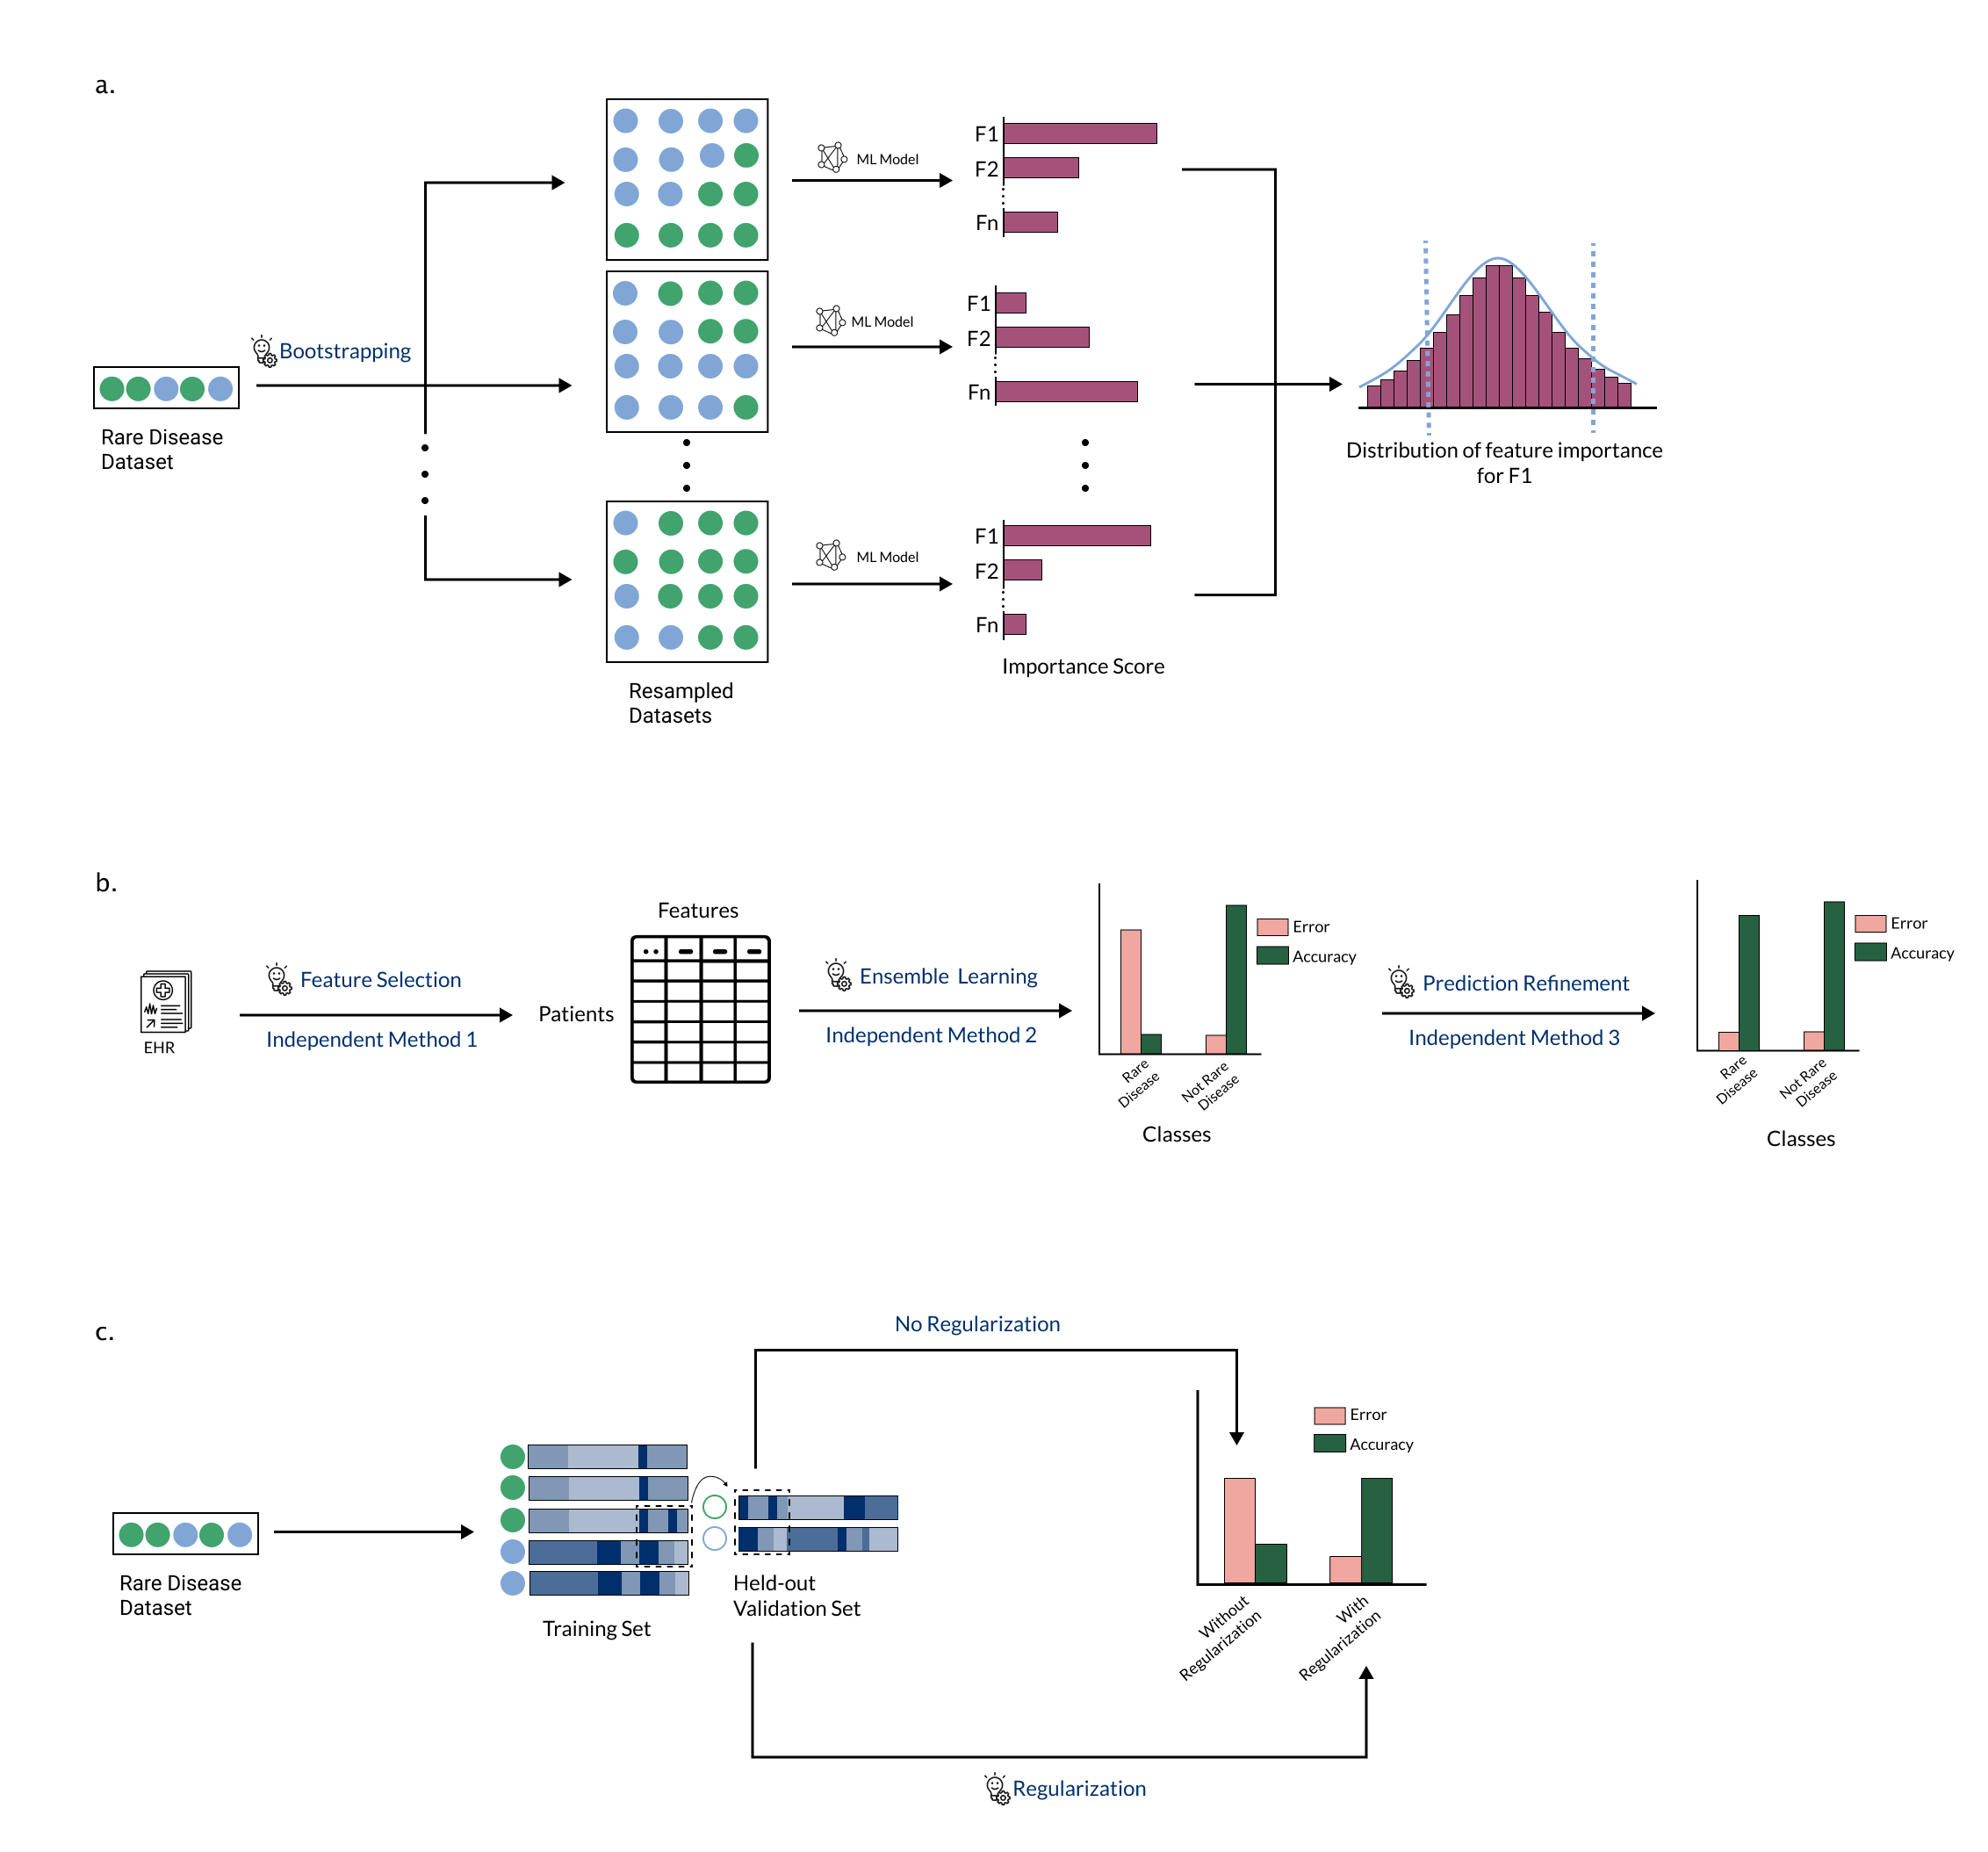 a.
Bootstrapping
Rare Disease
Dataset
ML Model
ML Model
ML Model
Resampled
Datasets
F1
F2
Fn
F1
F2
Fn
F1
F2
Fn
Importance Score
Distribution of feature importance
for F1
b.
EHR
Feature Selection
Independent Method 1
Features
Patients
Ensemble Learning
Independent Method 2
Error
Accuracy
Rare
Disease
Not Rare
Disease
Classes
Prediction Refinement
Independent Method 3
Error
Accuracy
Rare
Disease
Not Rare
Disease
Classes
c.
Rare Disease
Dataset
Training Set
Held-out
Validation Set
No Regularization
Regularization
Error
Accuracy
Without
Regularization
With
Regularization